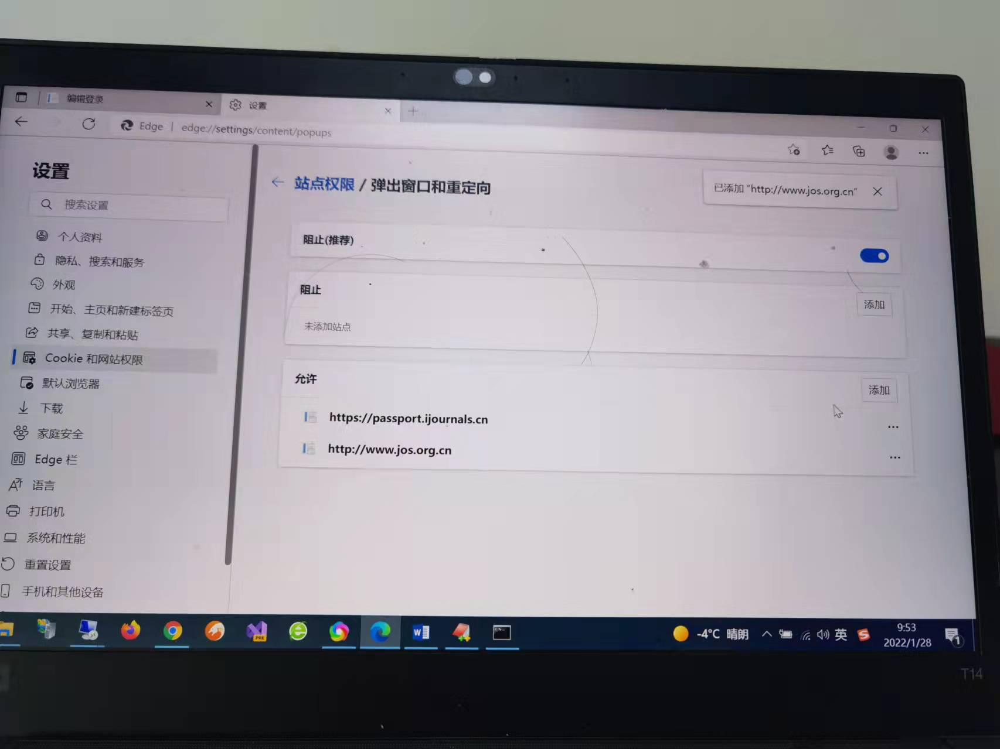 编辑登录
设置
Edge | edge://settings/content/popups
设置
搜索设置
个人资料
隐私、搜索和服务
外观
开始、主页和新建标签页
共享、复制和粘贴
Cookie 和网站权限
默认浏览器
下载
家庭安全
Edge 栏
语言
打印机
系统和性能
重置设置
手机和其他设备
站点权限 / 弹出窗口和重定向
已添加 "http://www.jos.org.cn"
阻止(推荐)
阻止
添加
未添加站点
允许
添加
https://passport.ijournals.cn
http://www.jos.org.cn
PRE
-4°C 晴朗
英
9:53
2022/1/28
1
T14